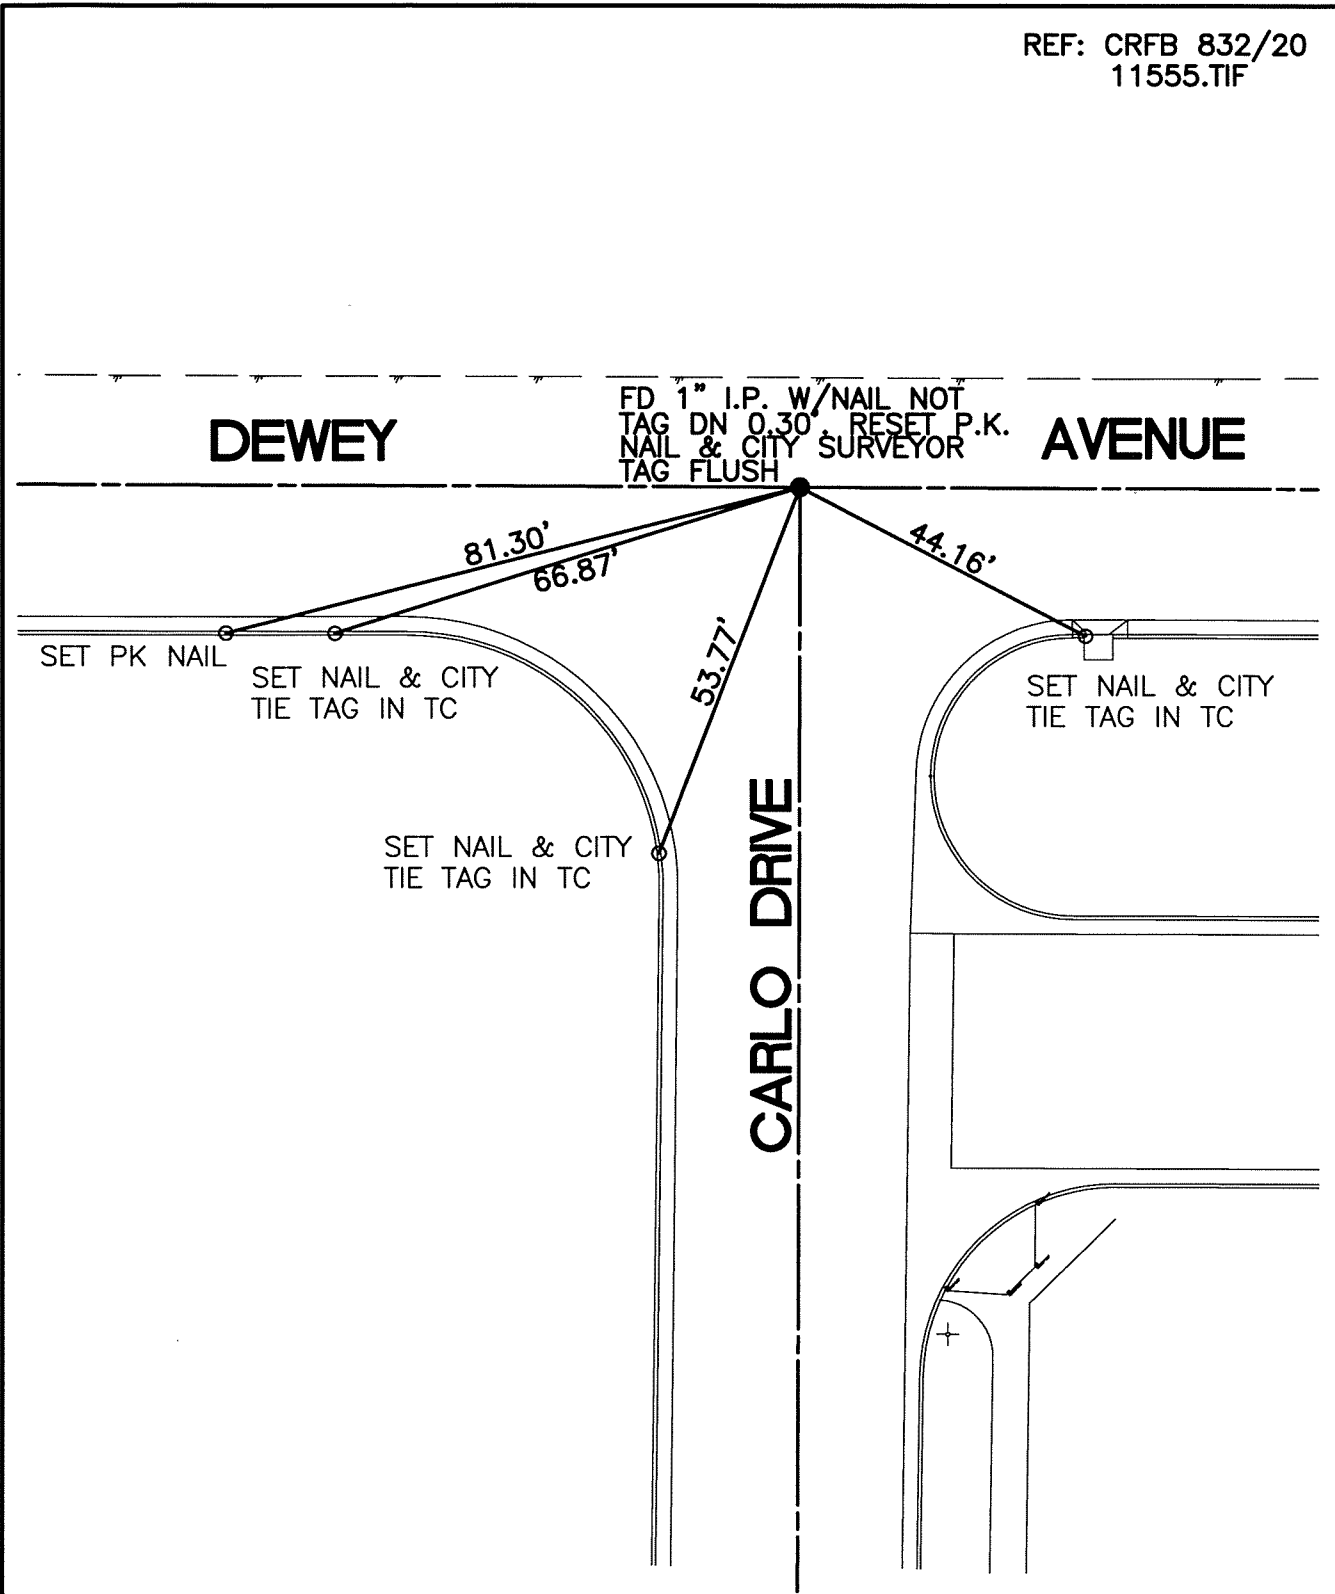 REF: CRFB 832/20
11555.TIF
FD 1" I.P. W/NAIL NOT
TAG DN 0.30', RESET P.K.
NAIL & CITY SURVEYOR
TAG FLUSH
DEWEY
AVENUE
81.30'
66.87'
44.16'
53.77'
SET PK NAIL
SET NAIL & CITY
TIE TAG IN TC
SET NAIL & CITY
TIE TAG IN TC
SET NAIL & CITY
TIE TAG IN TC
CARLO DRIVE